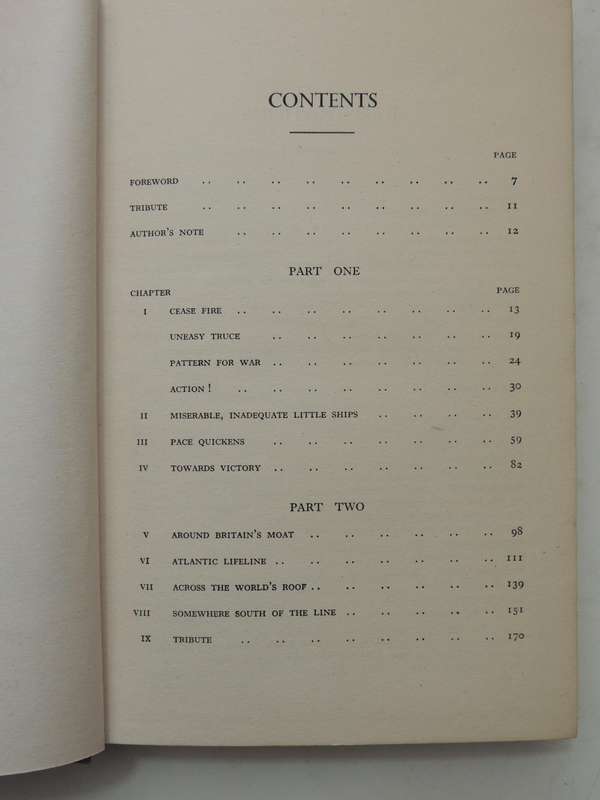 CONTENTS
PAGE
FOREWORD .. .. .. .. .. .. .. .. .. 7
TRIBUTE .. .. .. .. .. .. .. .. .. 11
AUTHOR'S NOTE .. .. .. .. .. .. .. .. 12
PART ONE
CHAPTER PAGE
I CEASE FIRE .. .. .. .. .. .. .. .. 13
UNEASY TRUCE .. .. .. .. .. .. .. 19
PATTERN FOR WAR .. .. .. .. .. .. .. 24
ACTION! .. .. .. .. .. .. .. .. 30
II MISERABLE, INADEQUATE LITTLE SHIPS .. .. .. .. 39
III PACE QUICKENS .. .. .. .. .. .. .. 59
IV TOWARDS VICTORY .. .. .. .. .. .. .. 82
PART TWO
V AROUND BRITAIN'S MOAT .. .. .. .. .. .. 98
VI ATLANTIC LIFELINE .. .. .. .. .. .. .. 111
VII ACROSS THE WORLD'S ROOF .. .. .. .. .. .. 139
VIII SOMEWHERE SOUTH OF THE LINE .. .. .. .. .. 151
IX TRIBUTE .. .. .. .. .. .. .. .. 170